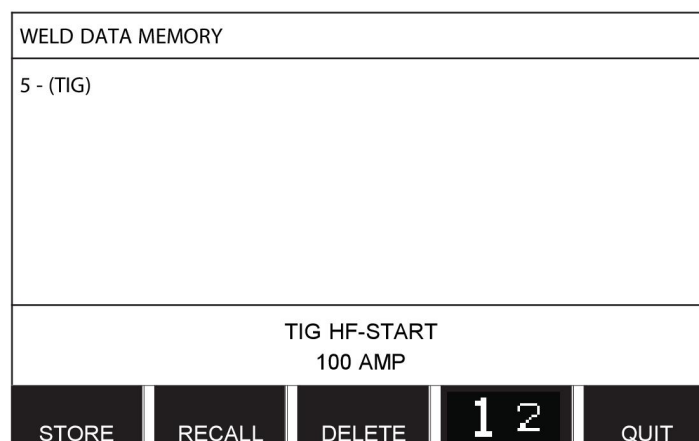 WELD DATA MEMORY
5 - (TIG)
TIG HF-START
100 AMP
STORE RECALL DELETE 1 2 QUIT